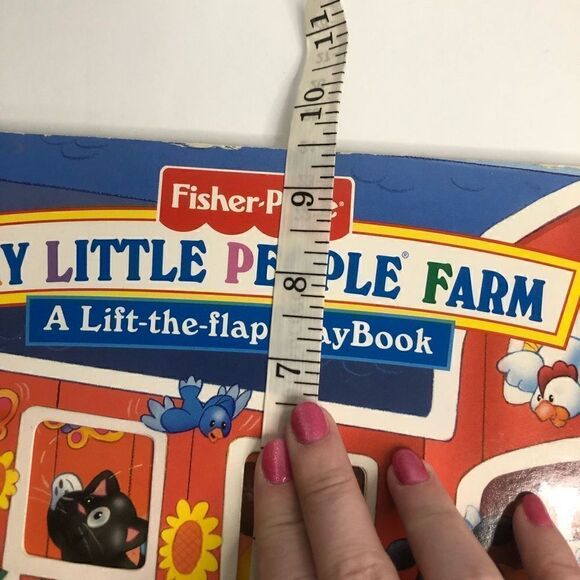 11
10
9
8
7
Fisher-P
Y LITTLE PE PLE® FARM
A Lift-the-flap ayBook